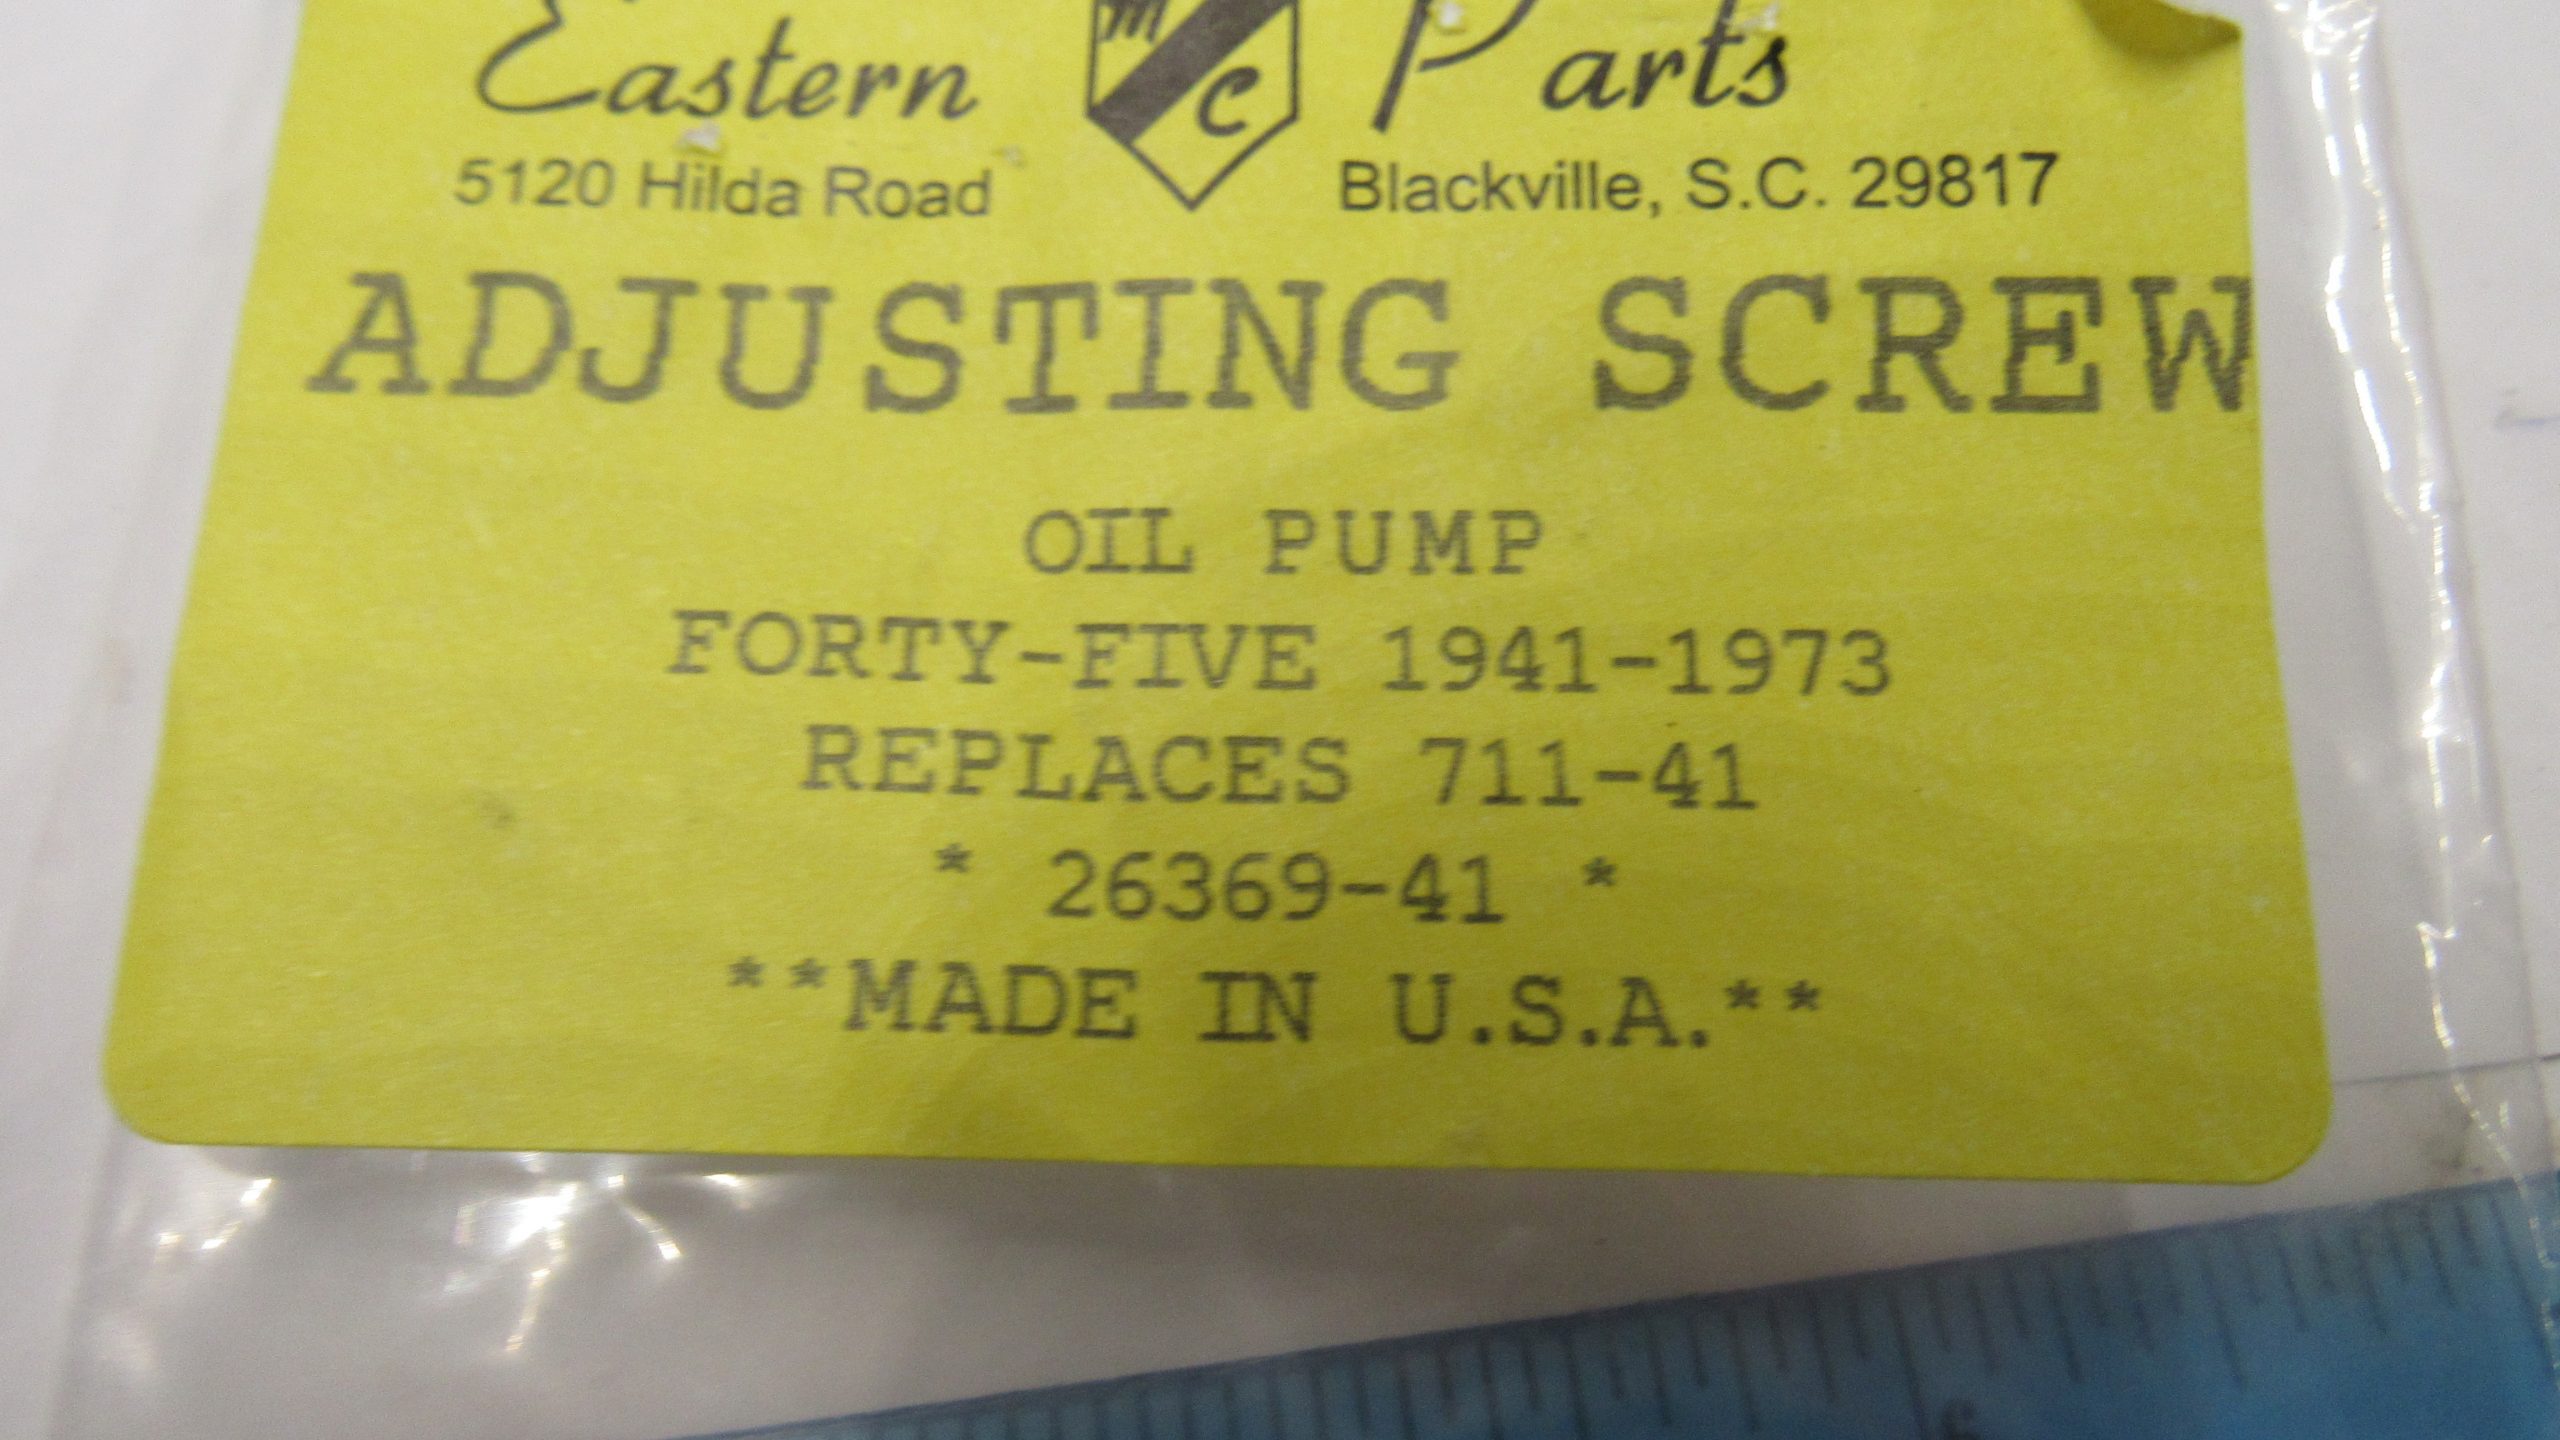 Eastern M C Parts
5120 Hilda Road Blackville, S.C. 29817
ADJUSTING SCREW
OIL PUMP
FORTY-FIVE 1941-1973
REPLACES 711-41
* 26369-41 *
**MADE IN U.S.A.**